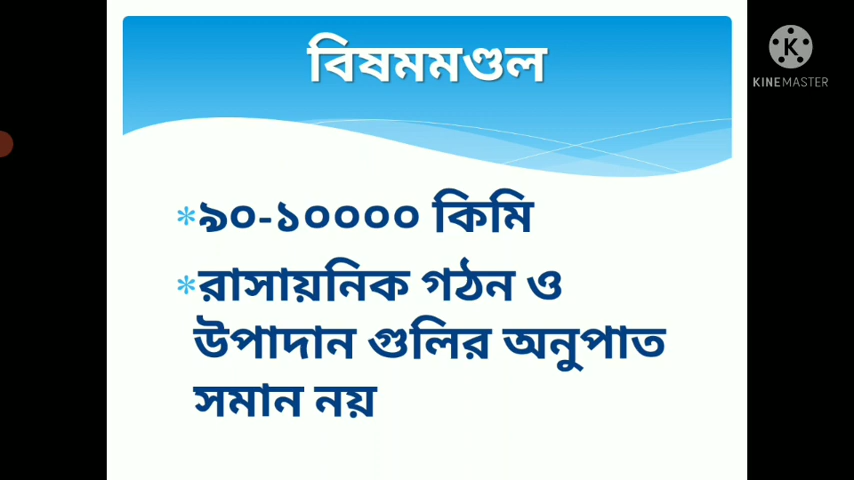 বিষমমণ্ডল
K
KINEMASTER
*৯০-১০০০০ কিমি
*রাসায়নিক গঠন ও
উপাদান গুলির অনুপাত
সমান নয়